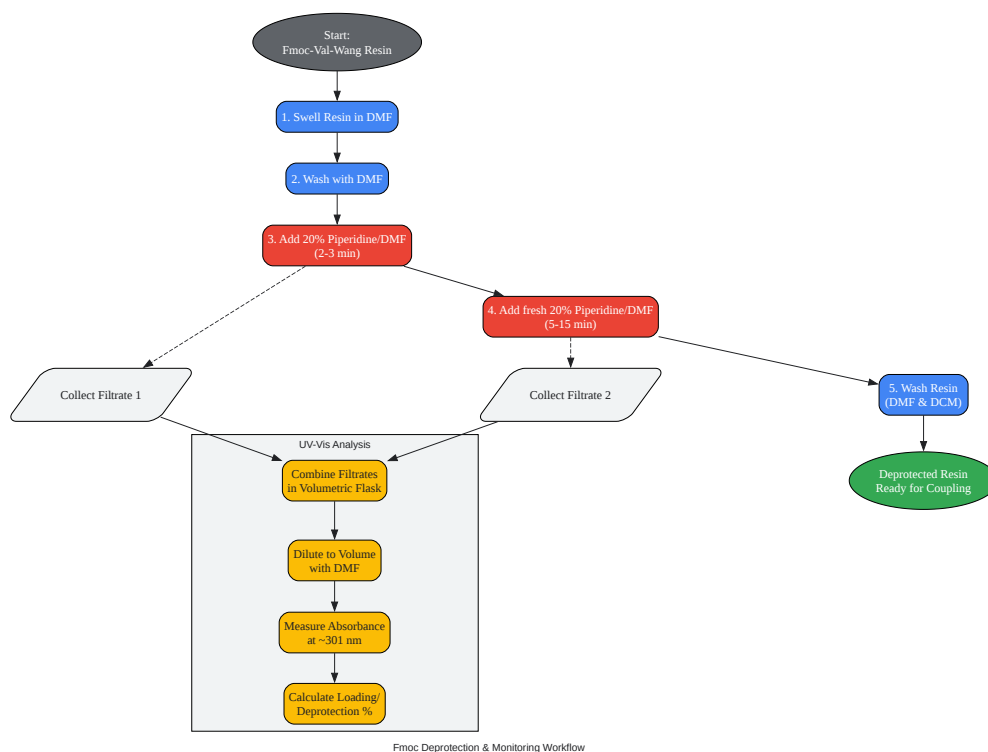 Start:
Fmoc-Val-Wang Resin
1. Swell Resin in DMF
2. Wash with DMF
3. Add 20% Piperidine/DMF
(2-3 min)
4. Add fresh 20% Piperidine/DMF
(5-15 min)
Collect Filtrate 1
Collect Filtrate 2
5. Wash Resin
(DMF & DCM)
Deprotected Resin
Ready for Coupling
UV-Vis Analysis
Combine Filtrates
in Volumetric Flask
Dilute to Volume
with DMF
Measure Absorbance
at ~301 nm
Calculate Loading/
Deprotection %
Fmoc Deprotection & Monitoring Workflow